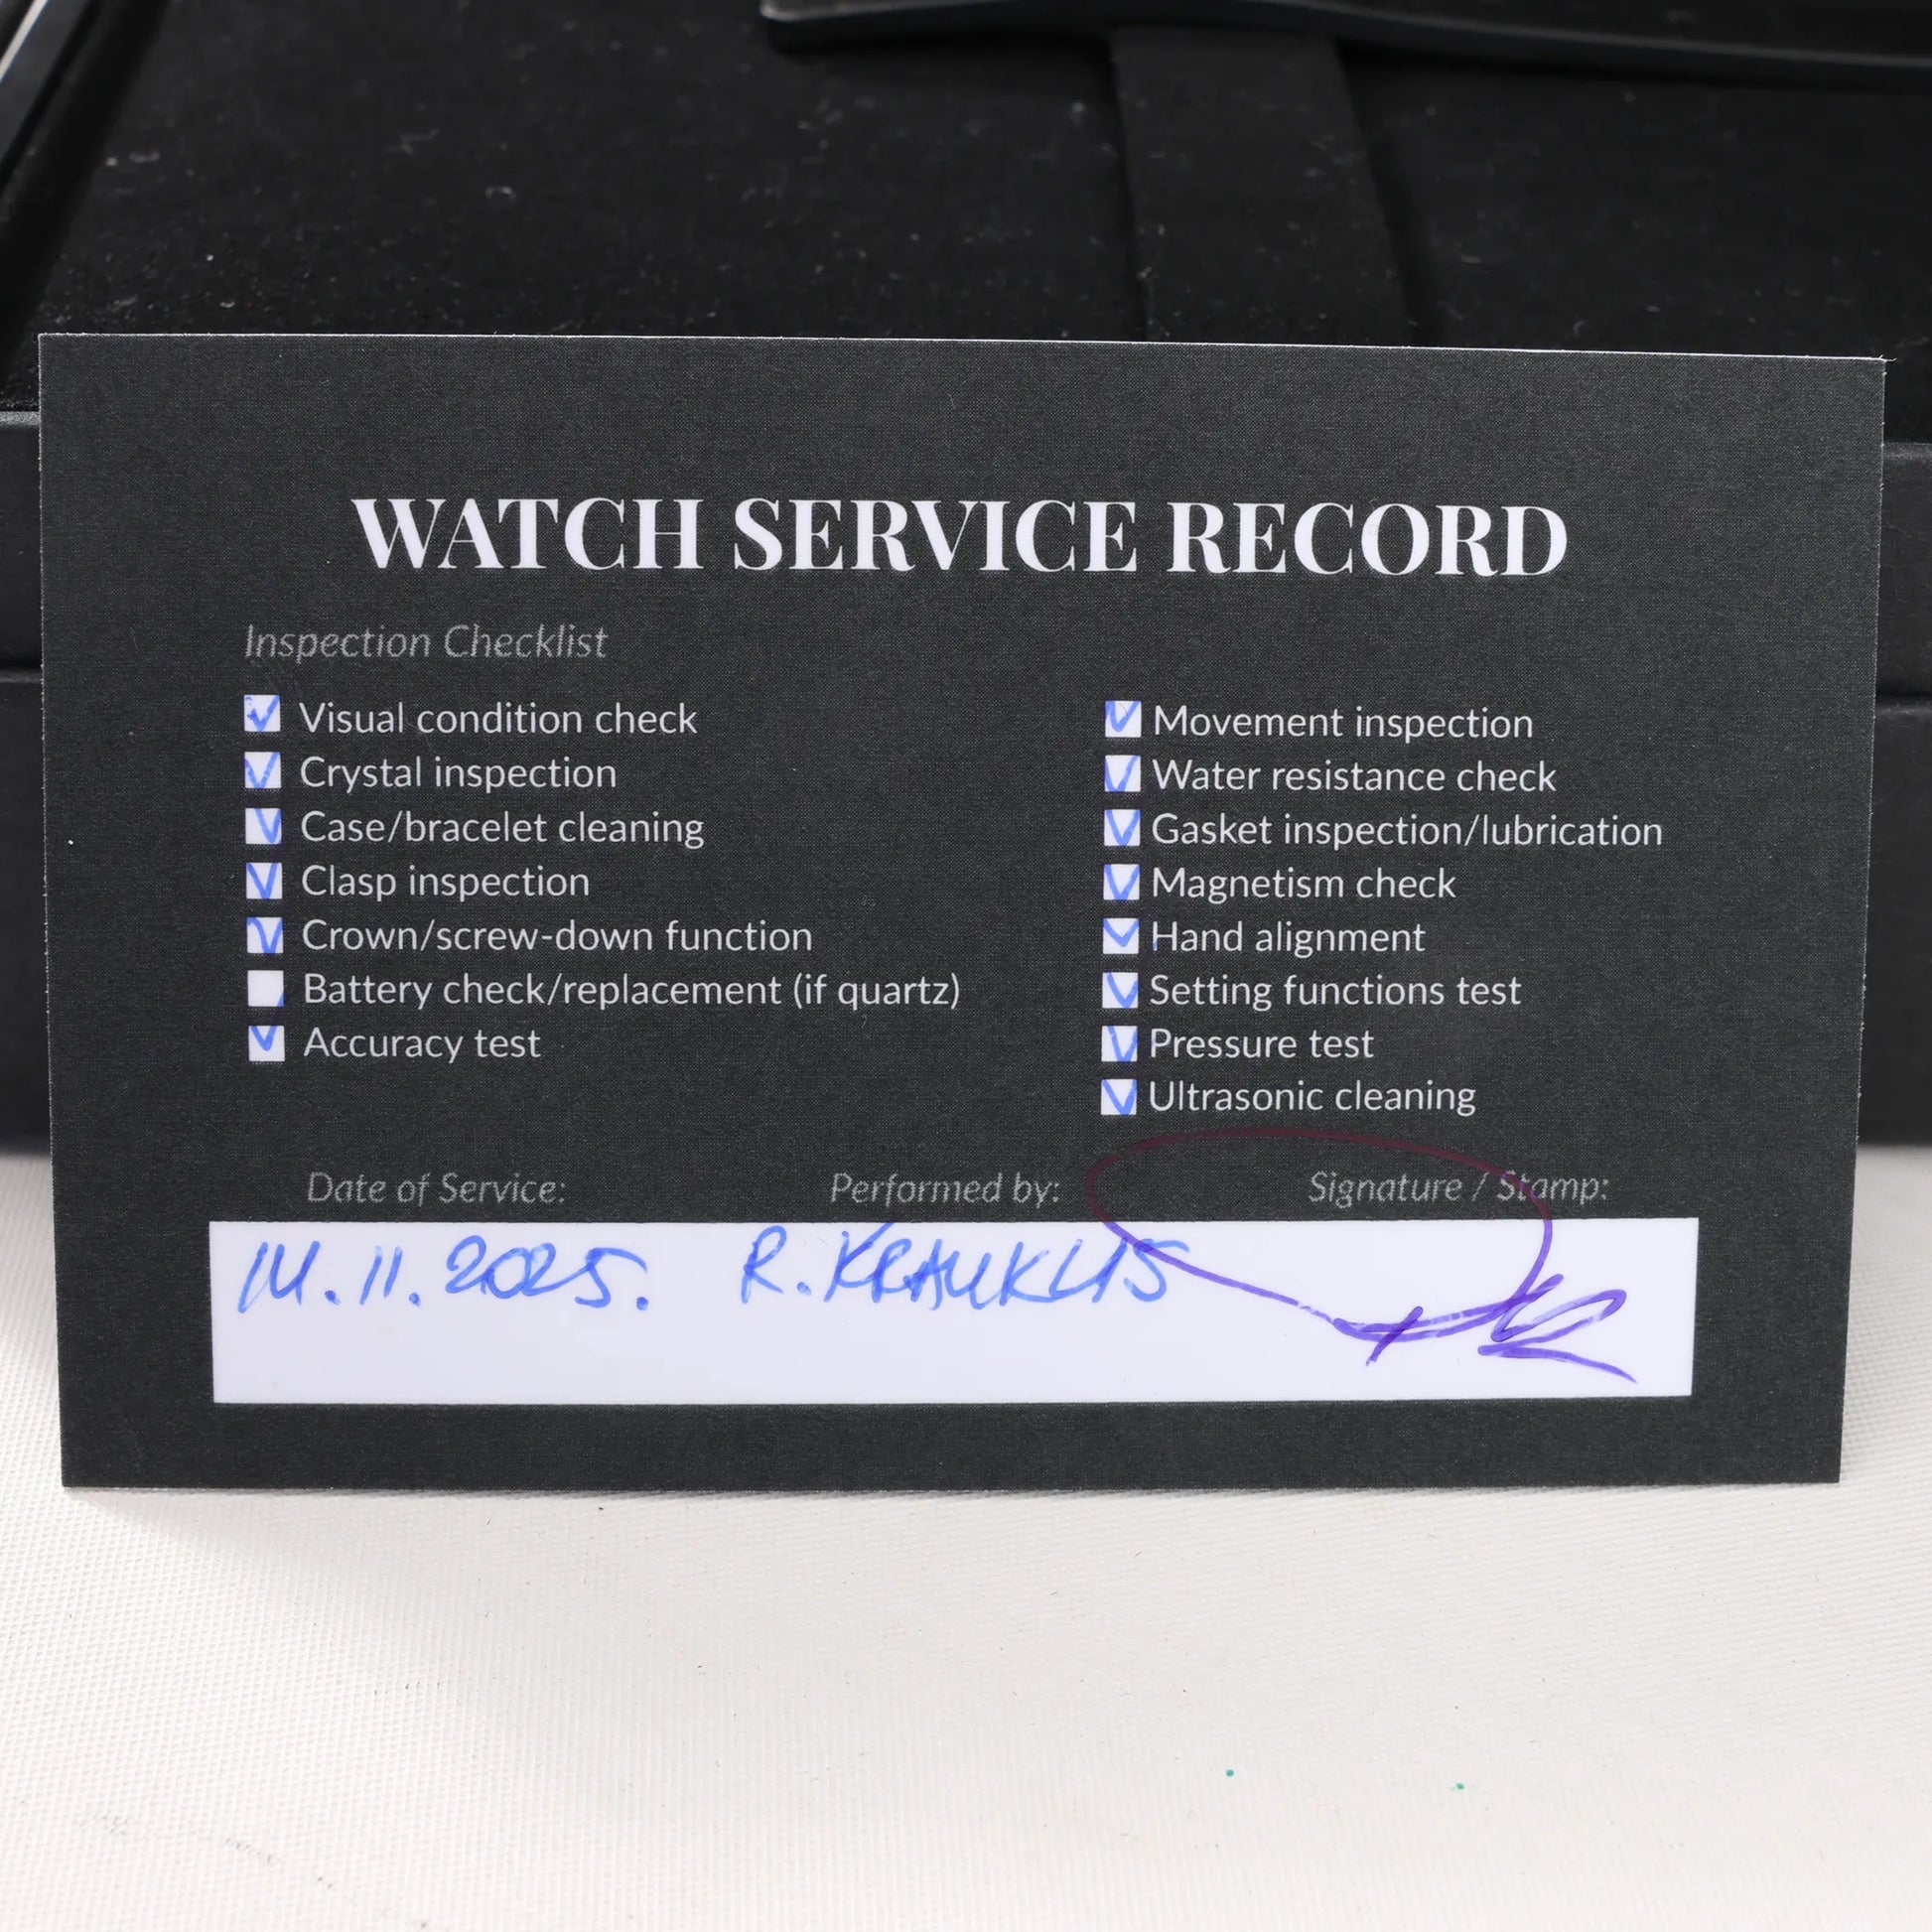 WATCH SERVICE RECORD
Inspection Checklist
Visual condition check
Crystal inspection
Case/bracelet cleaning
Clasp inspection
Crown/screw-down function
Battery check/replacement (if quartz)
Accuracy test
Movement inspection
Water resistance check
Gasket inspection/lubrication
Magnetism check
Hand alignment
Setting functions test
Pressure test
Ultrasonic cleaning
Date of Service: Performed by: Signature / Stamp:
14.11.2025. R. KRAUKLIS